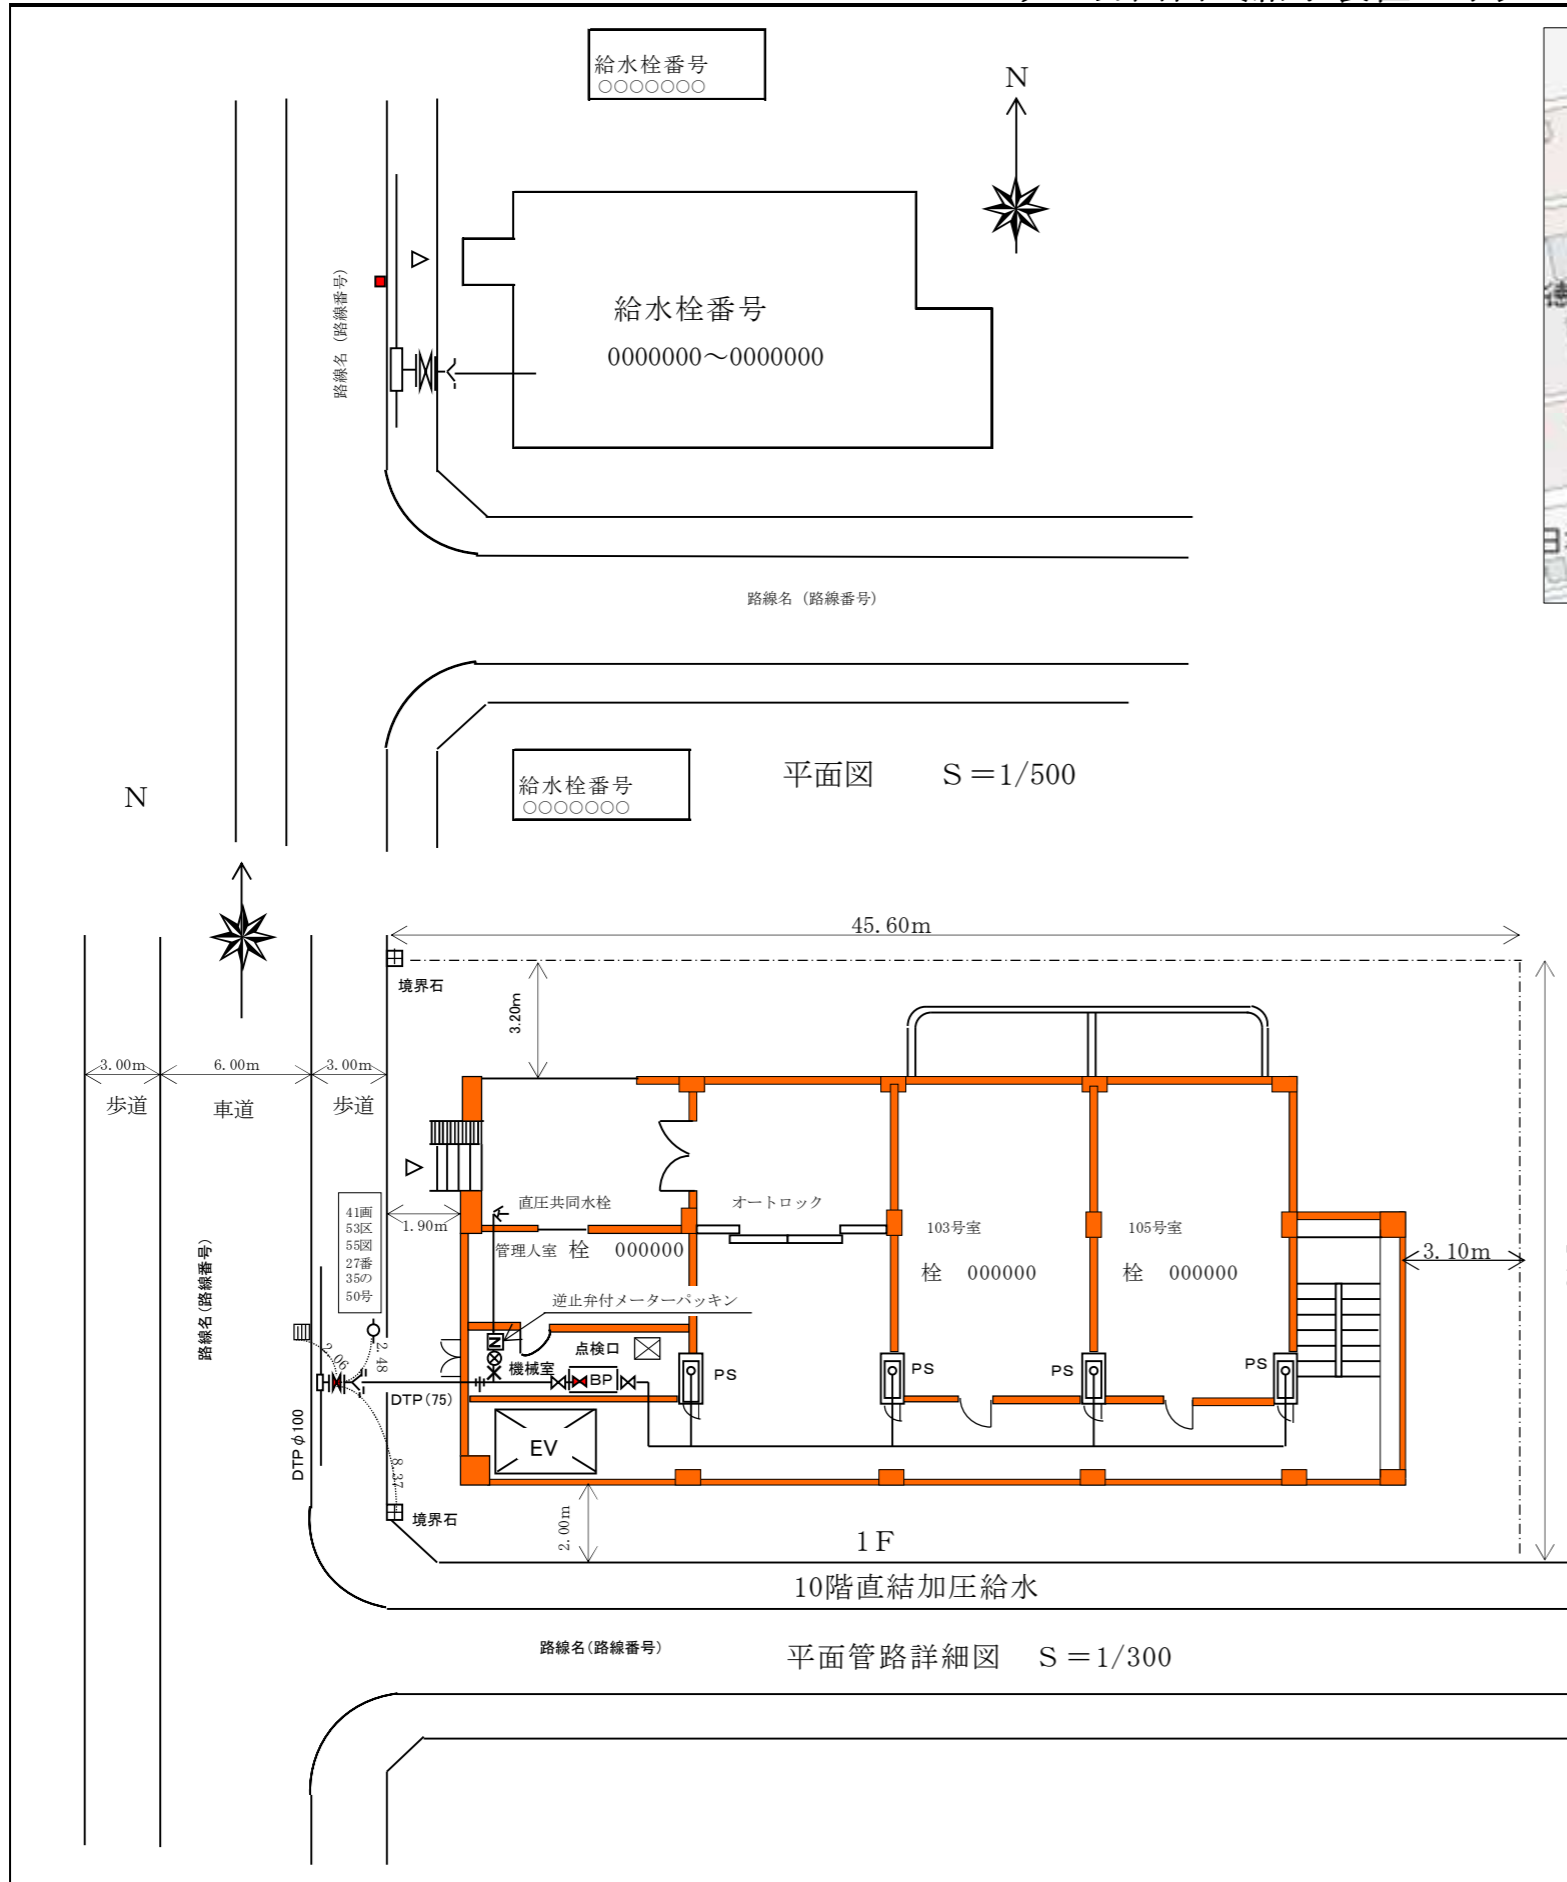 給水栓番号
○○○○○○○
N
路線名（路線番号）
給水栓番号
0000000～0000000
路線名（路線番号）
平面図　S＝1/500
給水栓番号
○○○○○○○
N
45.60m
境界石
3.20m
3.00m
6.00m
3.00m
歩道
車道
歩道
41画
53区
55図
27番
35の
50号
1.90m
直圧共同水栓
オートロック
103号室
105号室
管理人室 栓 000000
栓 000000
栓 000000
3.10m
路線名（路線番号）
逆止弁付メーターパッキン
N
点検口
機械室
BP
PS
PS
PS
PS
2.06
2.48
DTP（75）
DTPφ100
EV
8.37
境界石
2.00m
1F
10階直結加圧給水
路線名（路線番号）
平面管路詳細図　S＝1/300